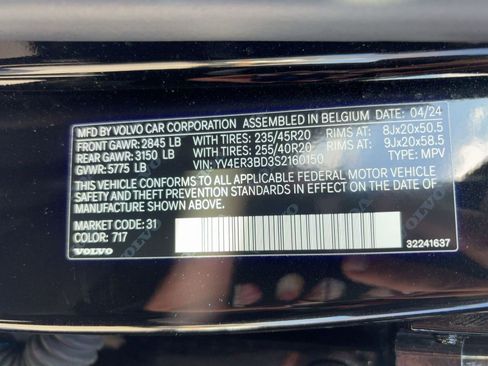 MFD BY VOLVO CAR CORPORATION ASSEMBLED IN BELGIUM DATE: 04/24
FRONT GAWR: 2845 LB WITH TIRES: 235/45R20 RIMS AT: 8Jx20x50.5
REAR GAWR: 3150 LB WITH TIRES: 255/40R20 RIMS AT: 9Jx20x58.5
GVWR: 5775 LB VIN: YV4ER3BD3S2160150 TYPE: MPV
THIS VEHICLE CONFORMS TO ALL APPLICABLE FEDERAL MOTOR VEHICLE
SAFETY AND THEFT PREVENTION STANDARDS IN EFFECT ON THE DATE OF
MANUFACTURE SHOWN ABOVE.
MARKET CODE: 31
COLOR: 717
VOLVO
32241637